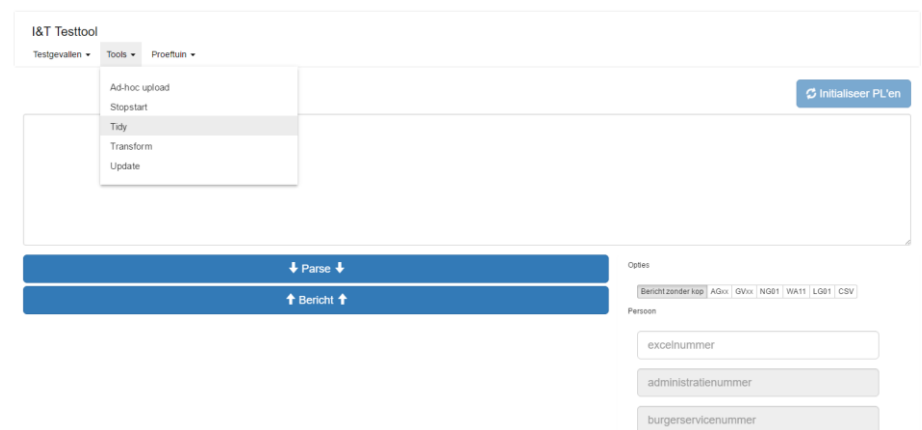 I&T Testtool
Testgevallen Tools Proeftuin
Ad-hoc upload
Stopstart
Tidy
Transform
Update
Initialiseer PL'en
Parse
Bericht
Opties
Bericht zonder kop AGxx GVxx NG01 WA11 LG01 CSV
Persoon
excelnummer
administratienummer
burgerservicenummer